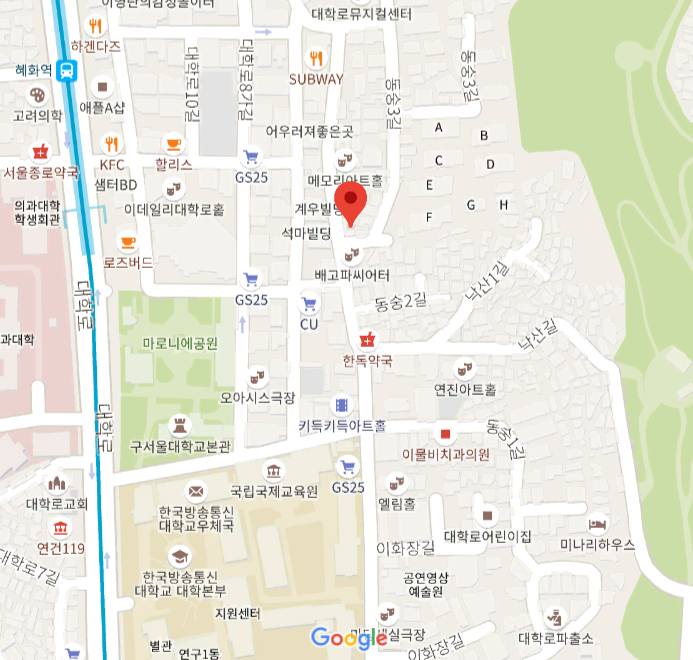 대학로뮤지컬센터
하겐다즈
혜화역
SUBWAY
대학로10길
대학로8가길
동숭3길
동숭3길
애플A샵
고려의학
A
B
어우러져좋은곳
KFC
할리스
GS25
C
D
서울종로약국
샘터BD
메모리아트홀
E
의과대학
학생회관
이데일리대학로홀
계우빌딩
G
H
F
석마빌딩
로즈버드
배고파씨어터
GS25
낙산1길
대학로
CU
동숭2길
과대학
마로니에공원
한독약국
낙산길
연진아트홀
오아시스극장
대학로
키득키득아트홀
동숭1길
구서울대학교본관
이물비치과의원
국립국제교육원
GS25
대학로교회
한국방송통신
대학교우체국
엘림홀
대학로어린이집
연건119
이화장길
미나리하우스
대학로7길
한국방송통신
대학교 대학본부
공연영상
예술원
지원센터
Google
대학로파출소
별관
연구1동
이화장길